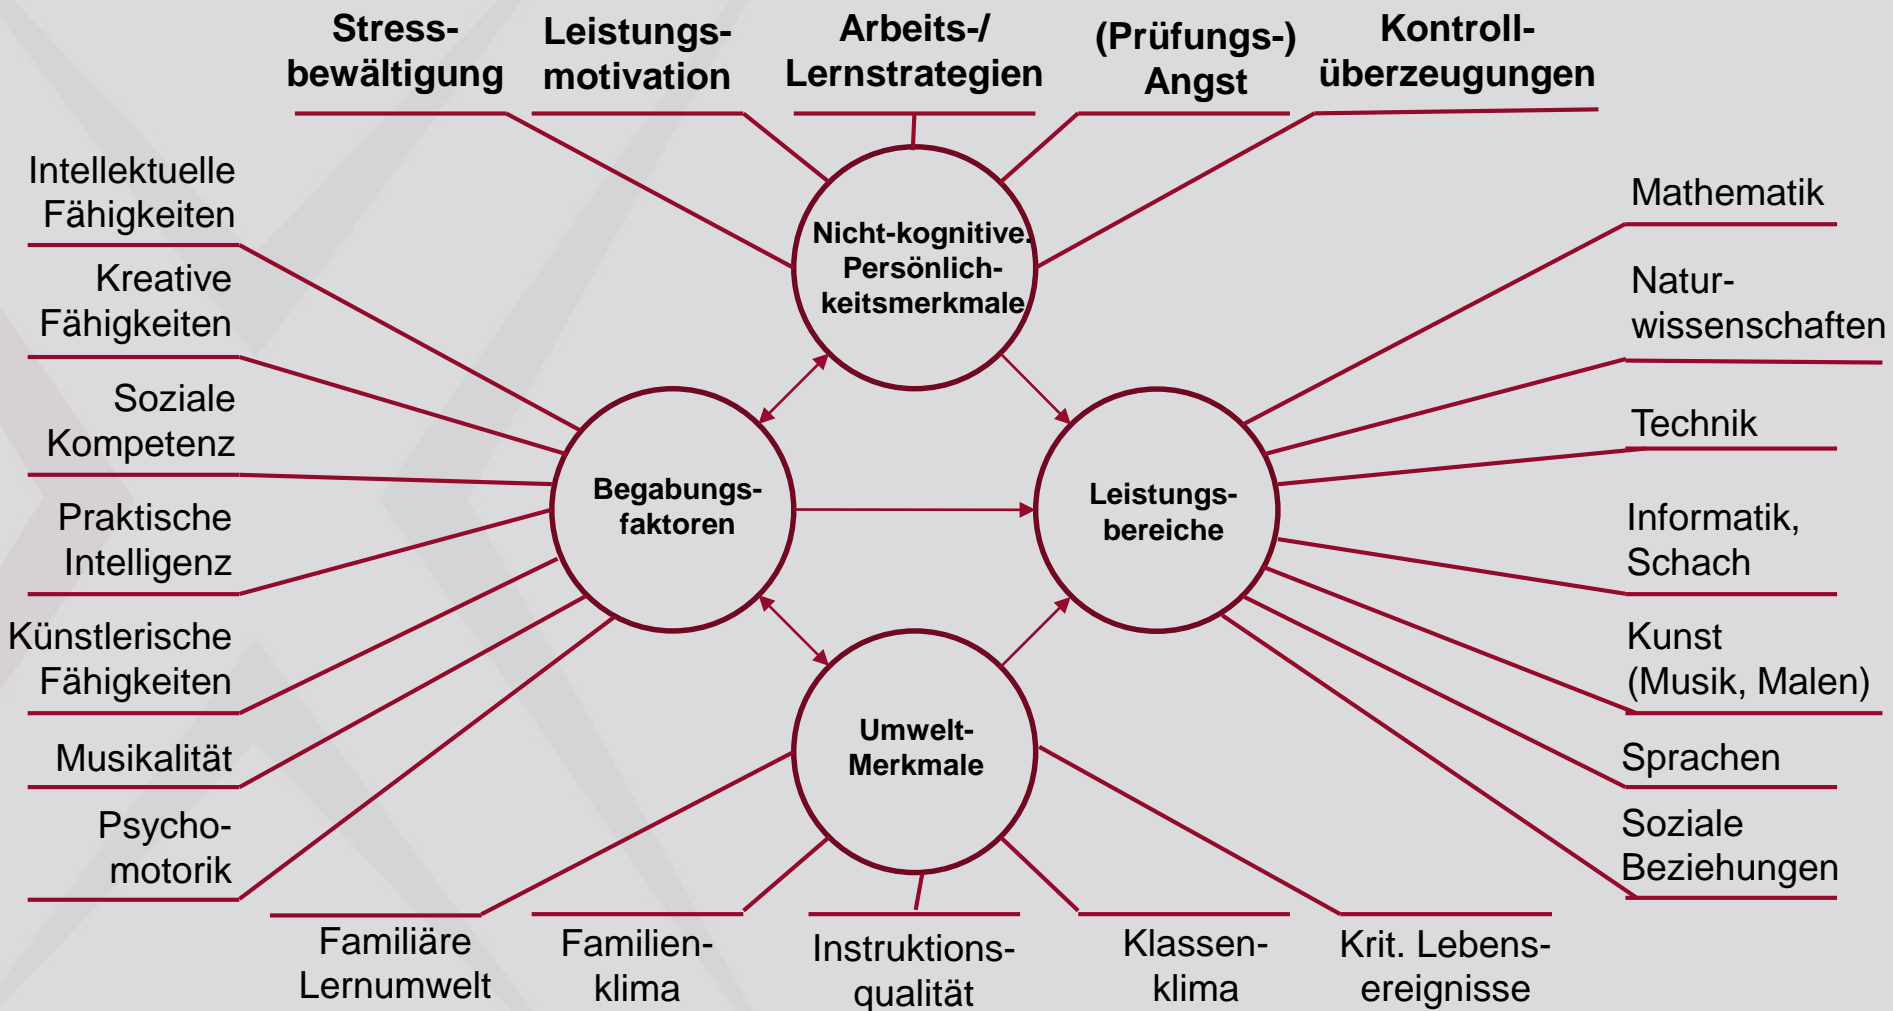 Stress-
bewältigung
Leistungs-
motivation
Arbeits-/
Lernstrategien
(Prüfungs-)
Angst
Kontroll-
überzeugungen
Intellektuelle
Fähigkeiten
Kreative
Fähigkeiten
Soziale
Kompetenz
Praktische
Intelligenz
Künstlerische
Fähigkeiten
Musikalität
Psycho-
motorik
Nicht-kognitive.
Persönlich-
keitsmerkmale
Begabungs-
faktoren
Leistungs-
bereiche
Umwelt-
Merkmale
Mathematik
Natur-
wissenschaften
Technik
Informatik,
Schach
Kunst
(Musik, Malen)
Sprachen
Soziale
Beziehungen
Familiäre
Lernumwelt
Familien-
klima
Instruktions-
qualität
Klassen-
klima
Krit. Lebens-
ereignisse